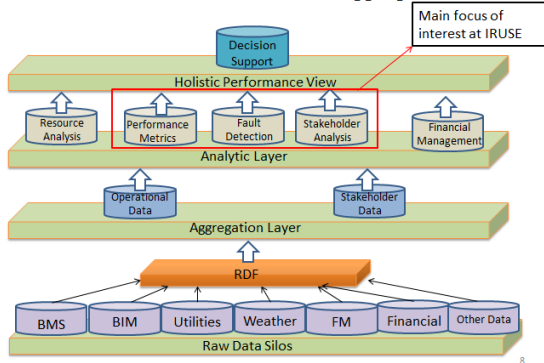 Main focus of
interest at IRUSE
Decision
Support
Holistic Performance View
Resource
Analysis
Performance
Metrics
Fault
Detection
Stakeholder
Analysis
Financial
Management
Analytic Layer
Operational
Data
Stakeholder
Data
Aggregation Layer
RDF
BMS
BIM
Utilities
Weather
FM
Financial
Other Data
Raw Data Silos
8